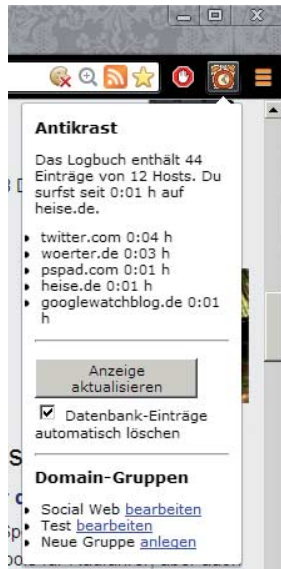 Antikrast
Das Logbuch enthält 44
Einträge von 12 Hosts. Du
surfst seit 0:01 h auf
heise.de.
twitter.com 0:04 h
woerter.de 0:03 h
pspad.com 0:01 h
heise.de 0:01 h
googlewatchblog.de 0:01
h
Anzeige
aktualisieren
Datenbank-Einträge
automatisch löschen
Domain-Gruppen
Social Web bearbeiten
Test bearbeiten
Neue Gruppe anlegen